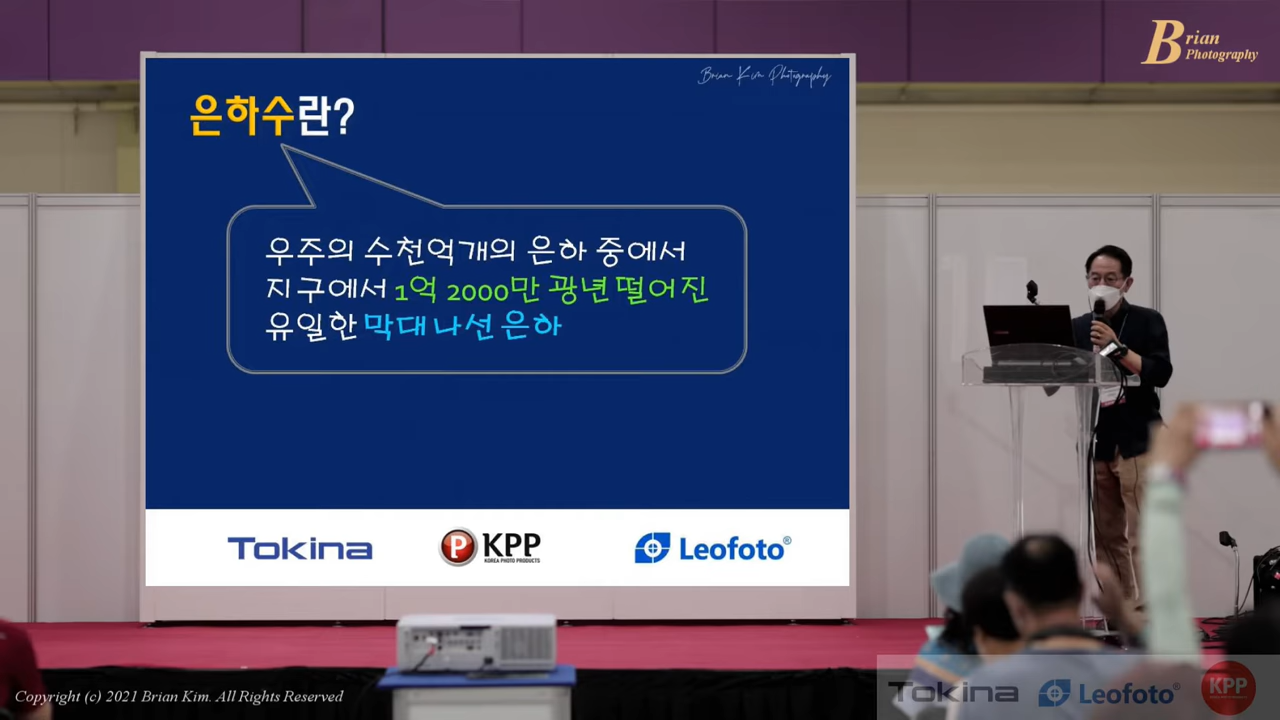 Brian Photography
Brian Kim Photography
은하수란?
우주의 수천억개의 은하 중에서
지구에서 1억 2000만 광년 떨어진
유일한 막대나선 은하
Tokina
P KPP
KOREA PHOTO PRODUCTS
Leofoto®
Copyright (c) 2021 Brian Kim. All Rights Reserved
Tokina
Leofoto®
KPP